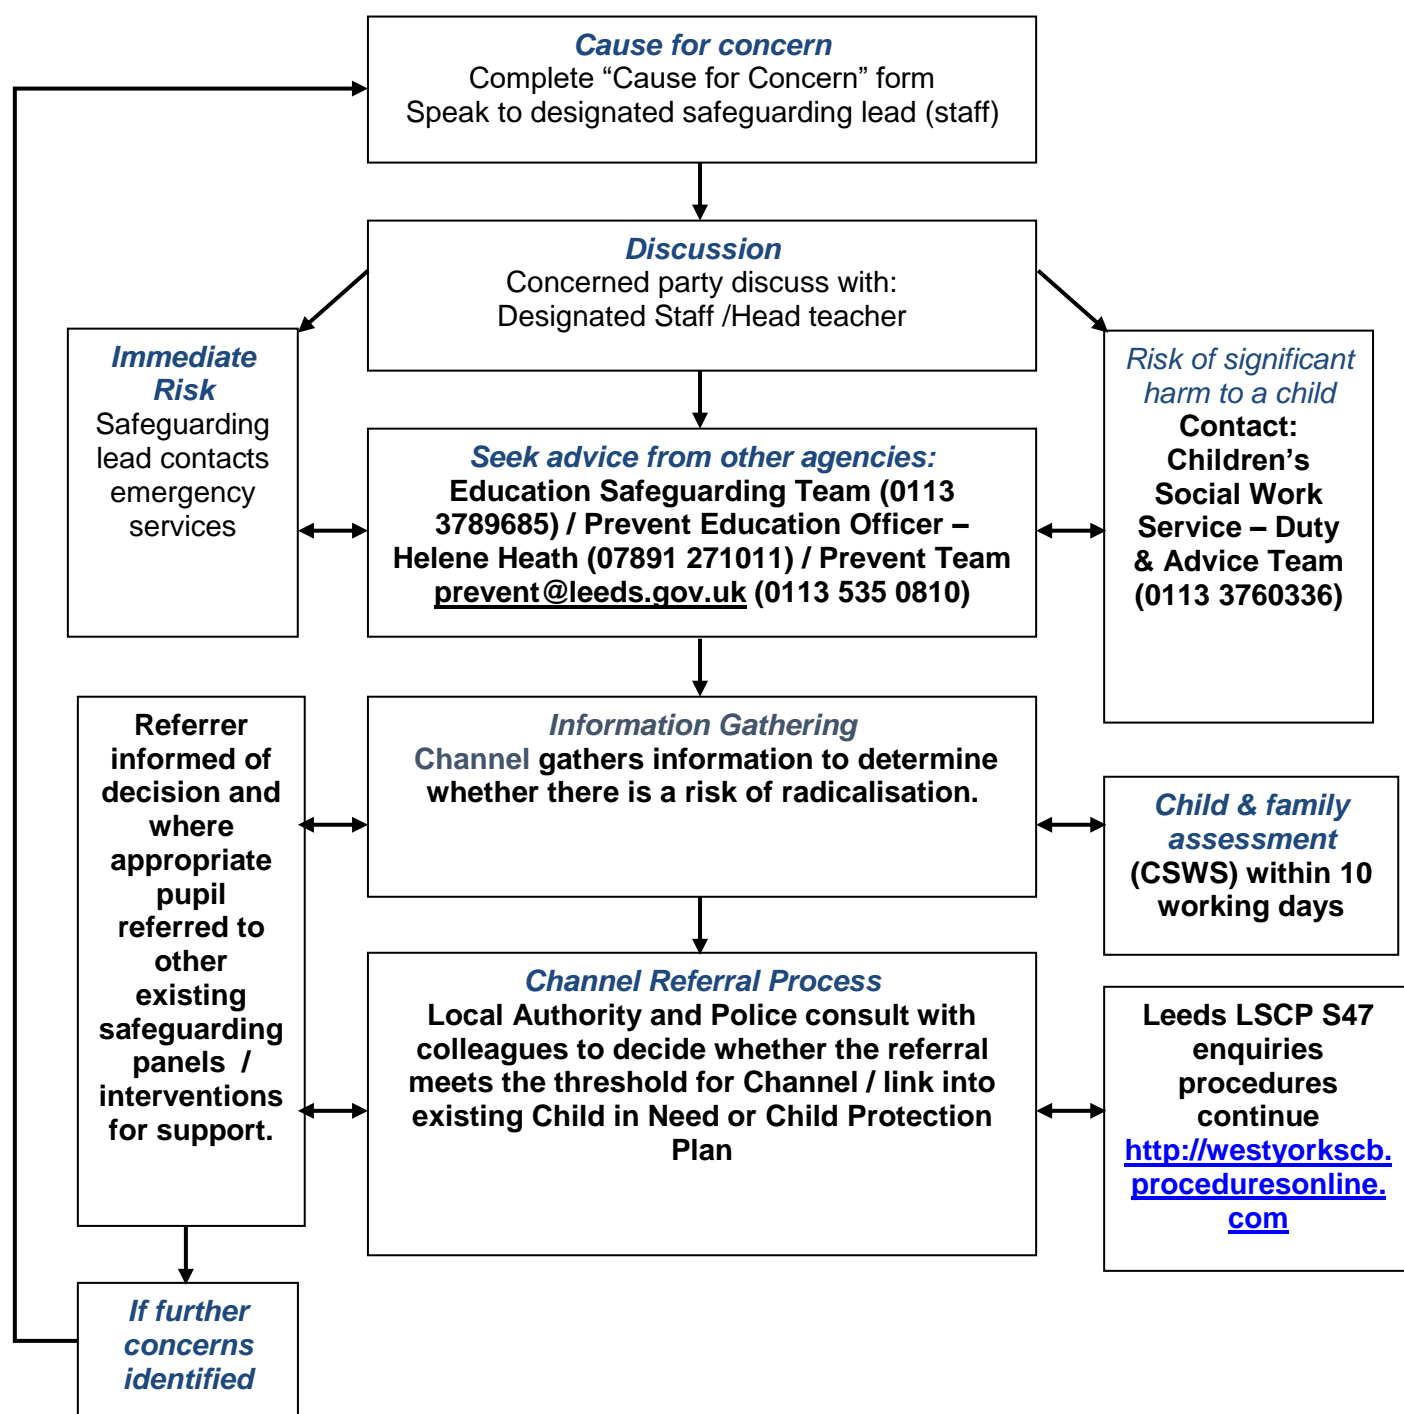 Cause for concern
Complete “Cause for Concern” form
Speak to designated safeguarding lead (staff)
Discussion
Concerned party discuss with:
Designated Staff /Head teacher
Immediate
Risk
Safeguarding
lead contacts
emergency
services
Seek advice from other agencies:
Education Safeguarding Team (0113
3789685) / Prevent Education Officer –
Helene Heath (07891 271011) / Prevent Team
prevent@leeds.gov.uk (0113 535 0810)
Risk of significant
harm to a child
Contact:
Children’s
Social Work
Service – Duty
& Advice Team
(0113 3760336)
Referrer
informed of
decision and
where
appropriate
pupil
referred to
other
existing
safeguarding
panels /
interventions
for support.
Information Gathering
Channel gathers information to determine
whether there is a risk of radicalisation.
Child & family
assessment
(CSWS) within 10
working days
Channel Referral Process
Local Authority and Police consult with
colleagues to decide whether the referral
meets the threshold for Channel / link into
existing Child in Need or Child Protection
Plan
Leeds LSCP S47
enquiries
procedures
continue
http://westyorkscb.
proceduresonline.
com
If further
concerns
identified